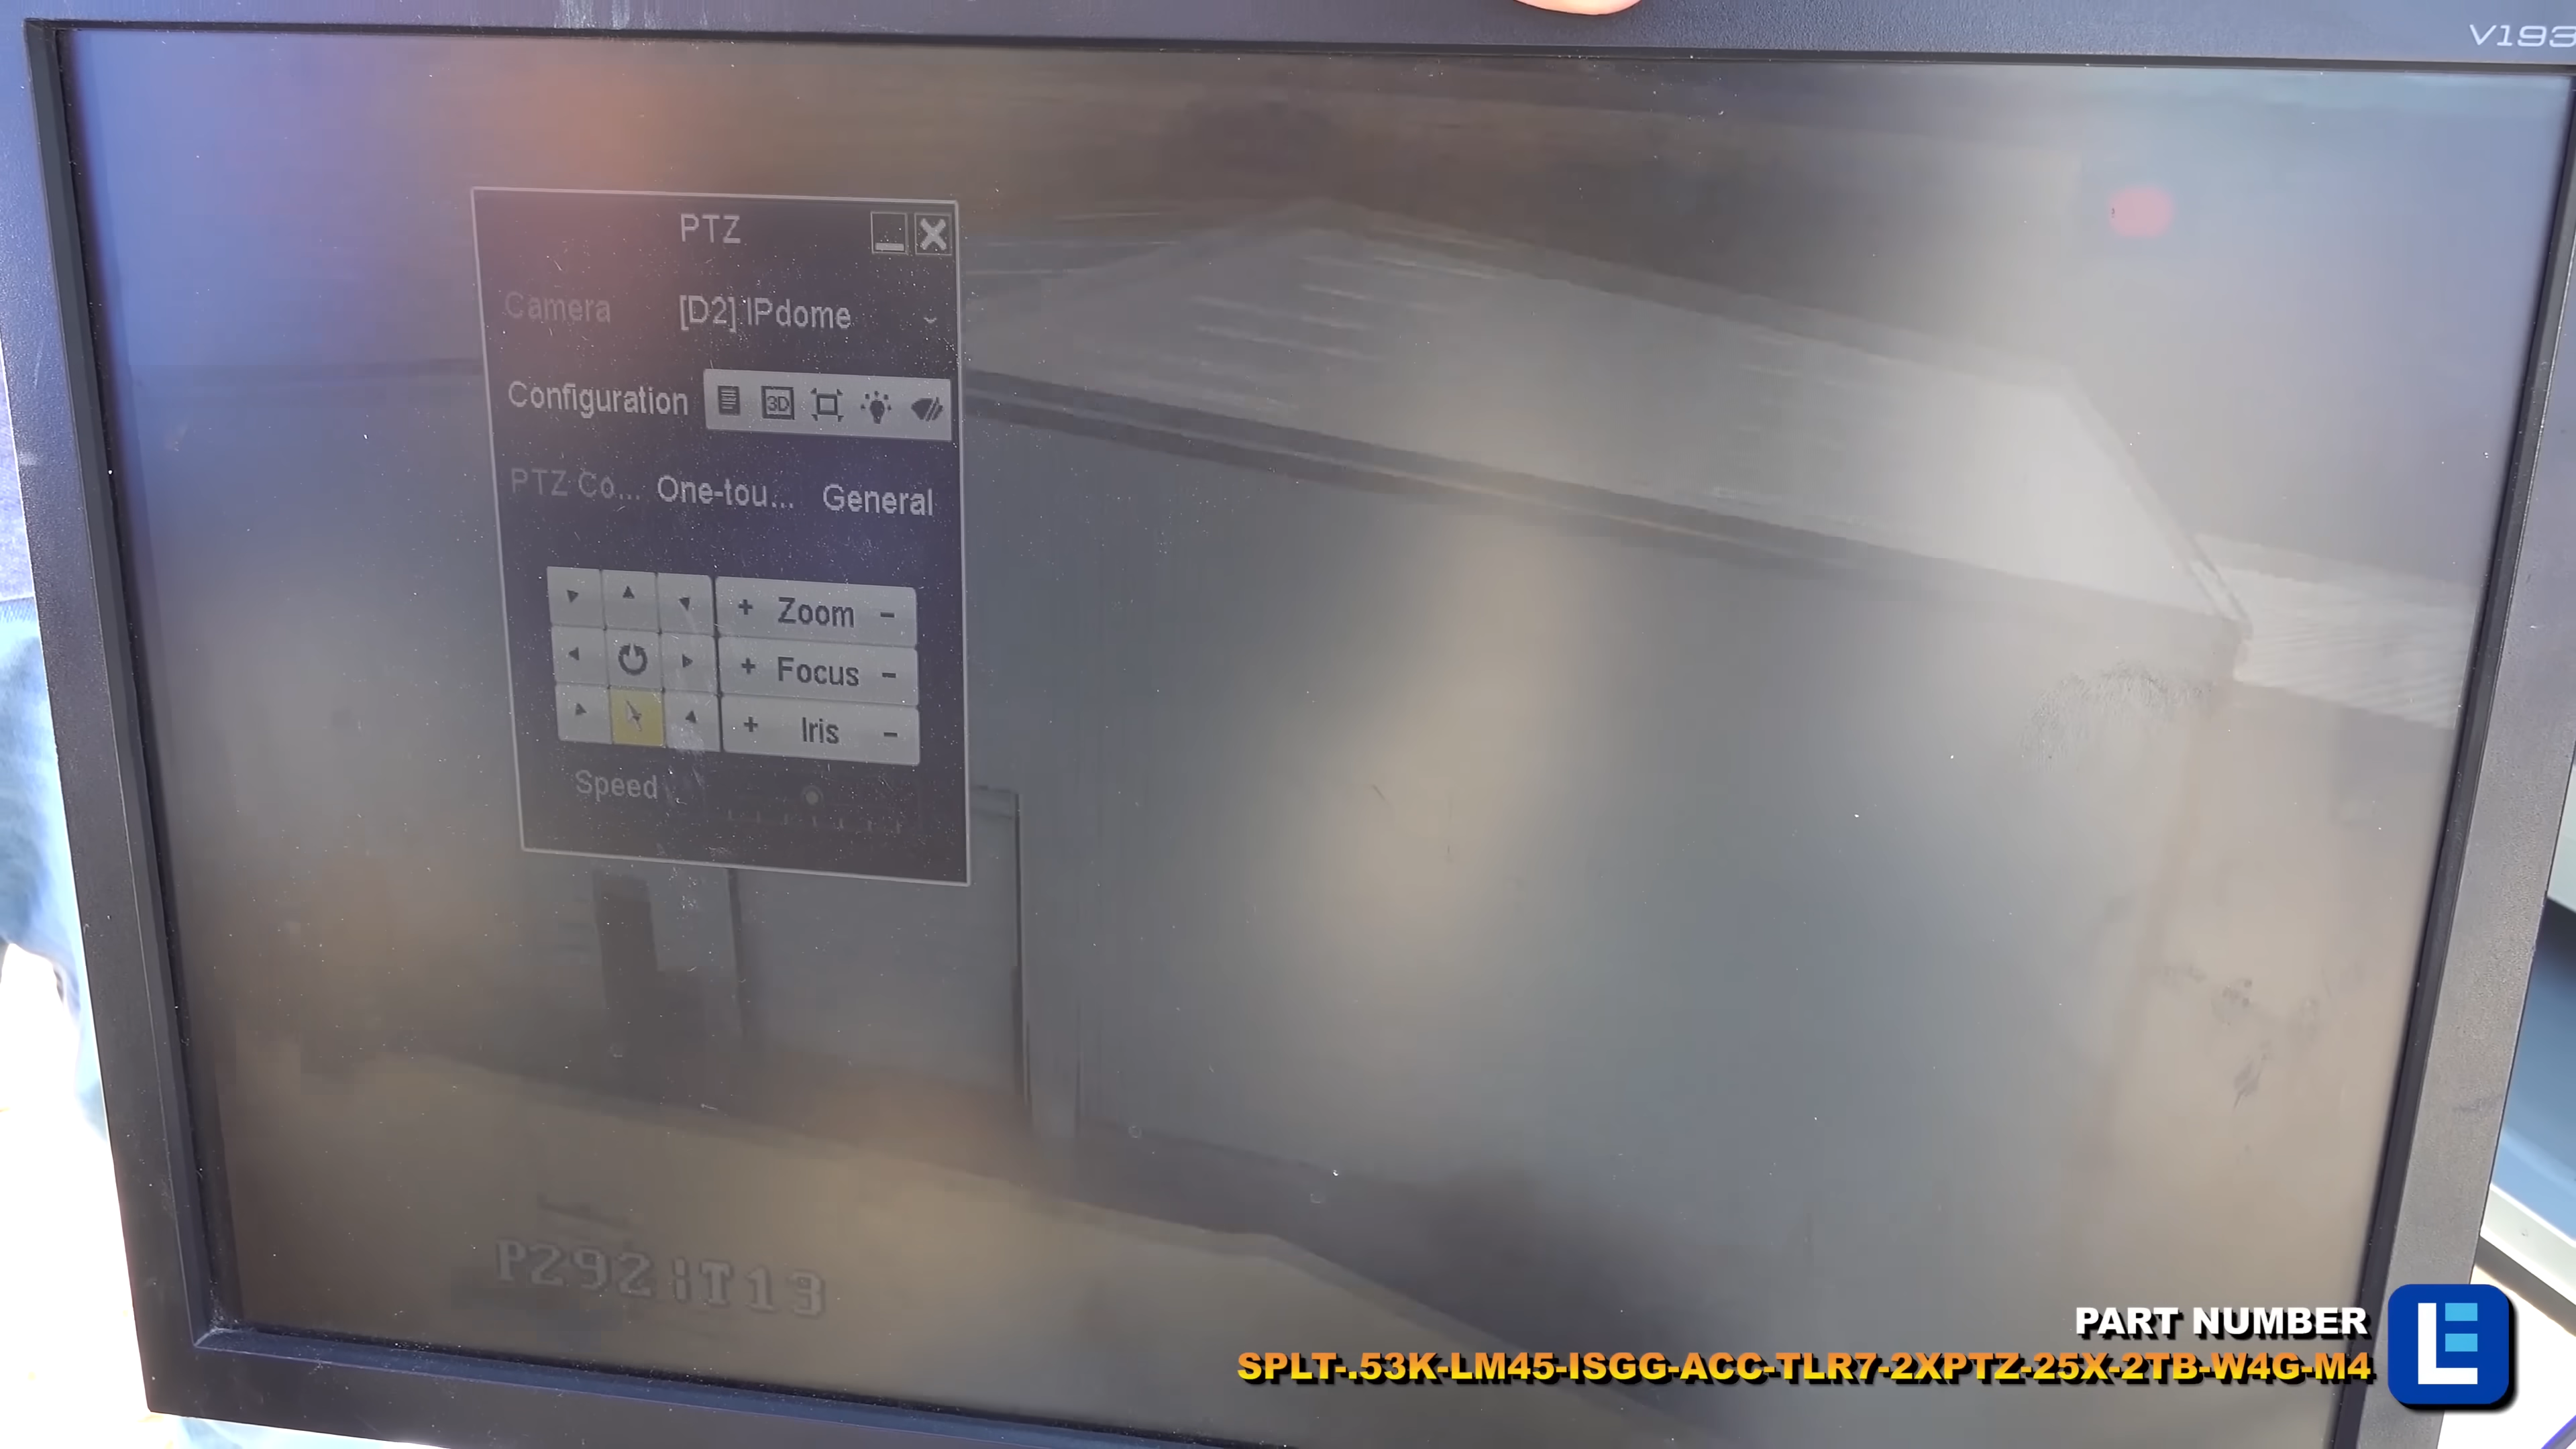 V193
PTZ
Camera [D2] IPdome
Configuration 3D
PTZ Co... One-tou... General
+ Zoom -
+ Focus -
+ Iris -
Speed
P292:T13
PART NUMBER
SPLT-.53K-LM45-ISGG-ACC-TLR7-2XPTZ-25X-2TB-W4G-M4
LE